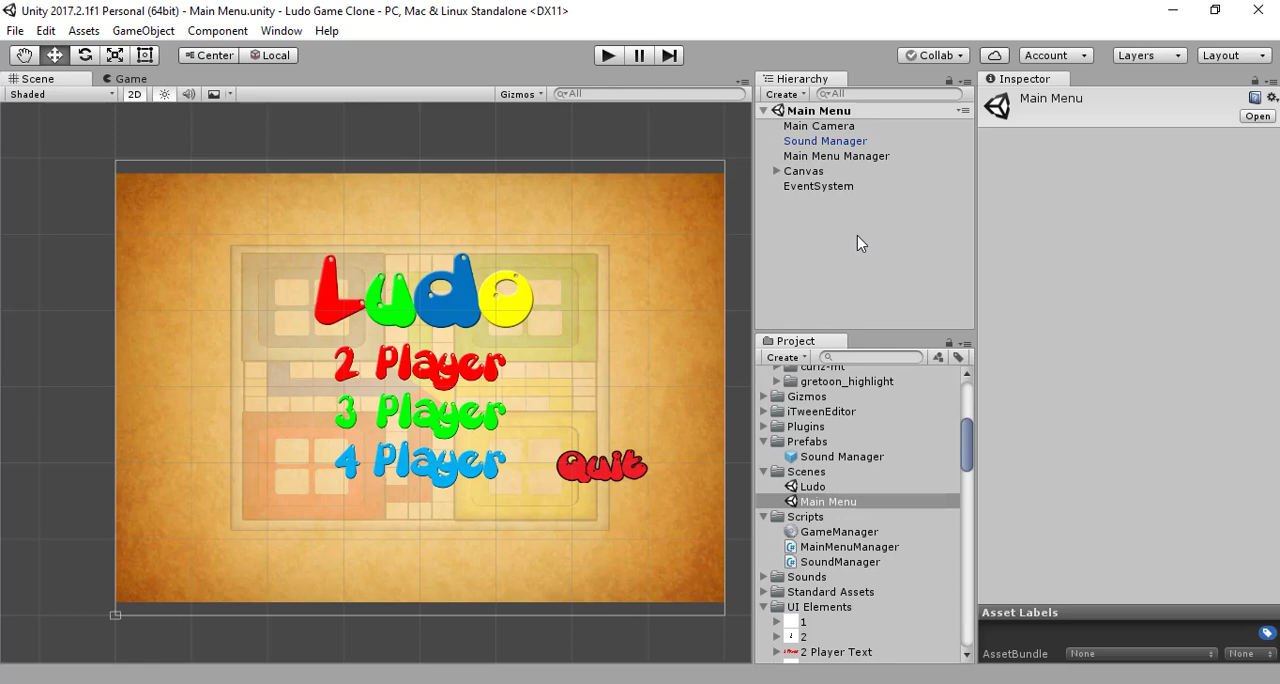 Unity 2017.2.1f1 Personal (64bit) - Main Menu.unity - Ludo Game Clone - PC, Mac & Linux Standalone <DX11>
File Edit Assets GameObject Component Window Help
Center Local Collab Account Layers Layout
Scene Game
Shaded 2D Gizmos All
Ludo
2 Player
3 Player
4 Player
Quit
Hierarchy
Create All
Main Menu
Main Camera
Sound Manager
Main Menu Manager
Canvas
EventSystem
Project
Create
gretoon_highlight
Gizmos
iTweenEditor
Plugins
Prefabs
Sound Manager
Scenes
Ludo
Main Menu
Scripts
GameManager
MainMenuManager
SoundManager
Sounds
Standard Assets
UI Elements
1
2
2 Player Text
Inspector
Main Menu
Open
Asset Labels
AssetBundle None None